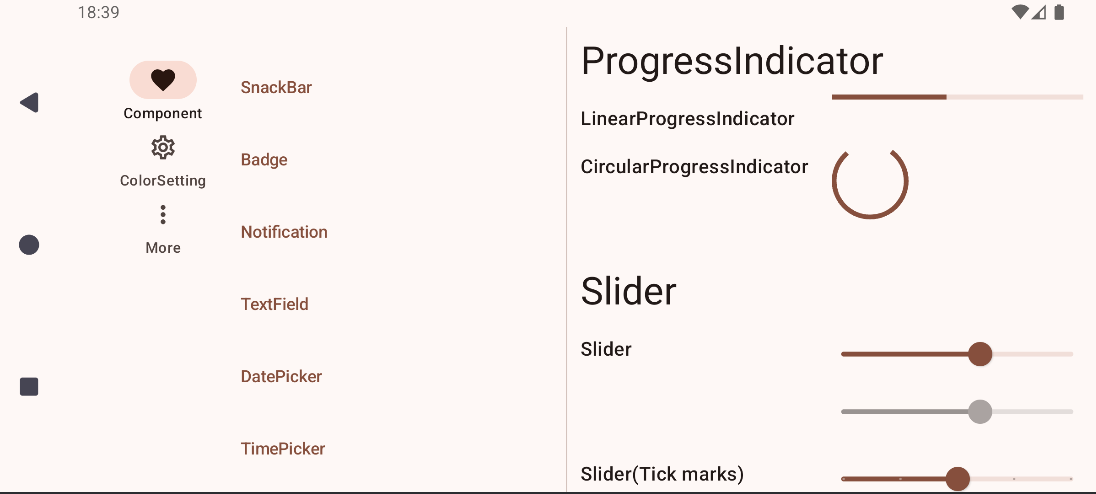 18:39
Component
ColorSetting
More
SnackBar
Badge
Notification
TextField
DatePicker
TimePicker
ProgressIndicator
LinearProgressIndicator
CircularProgressIndicator
Slider
Slider
Slider(Tick marks)